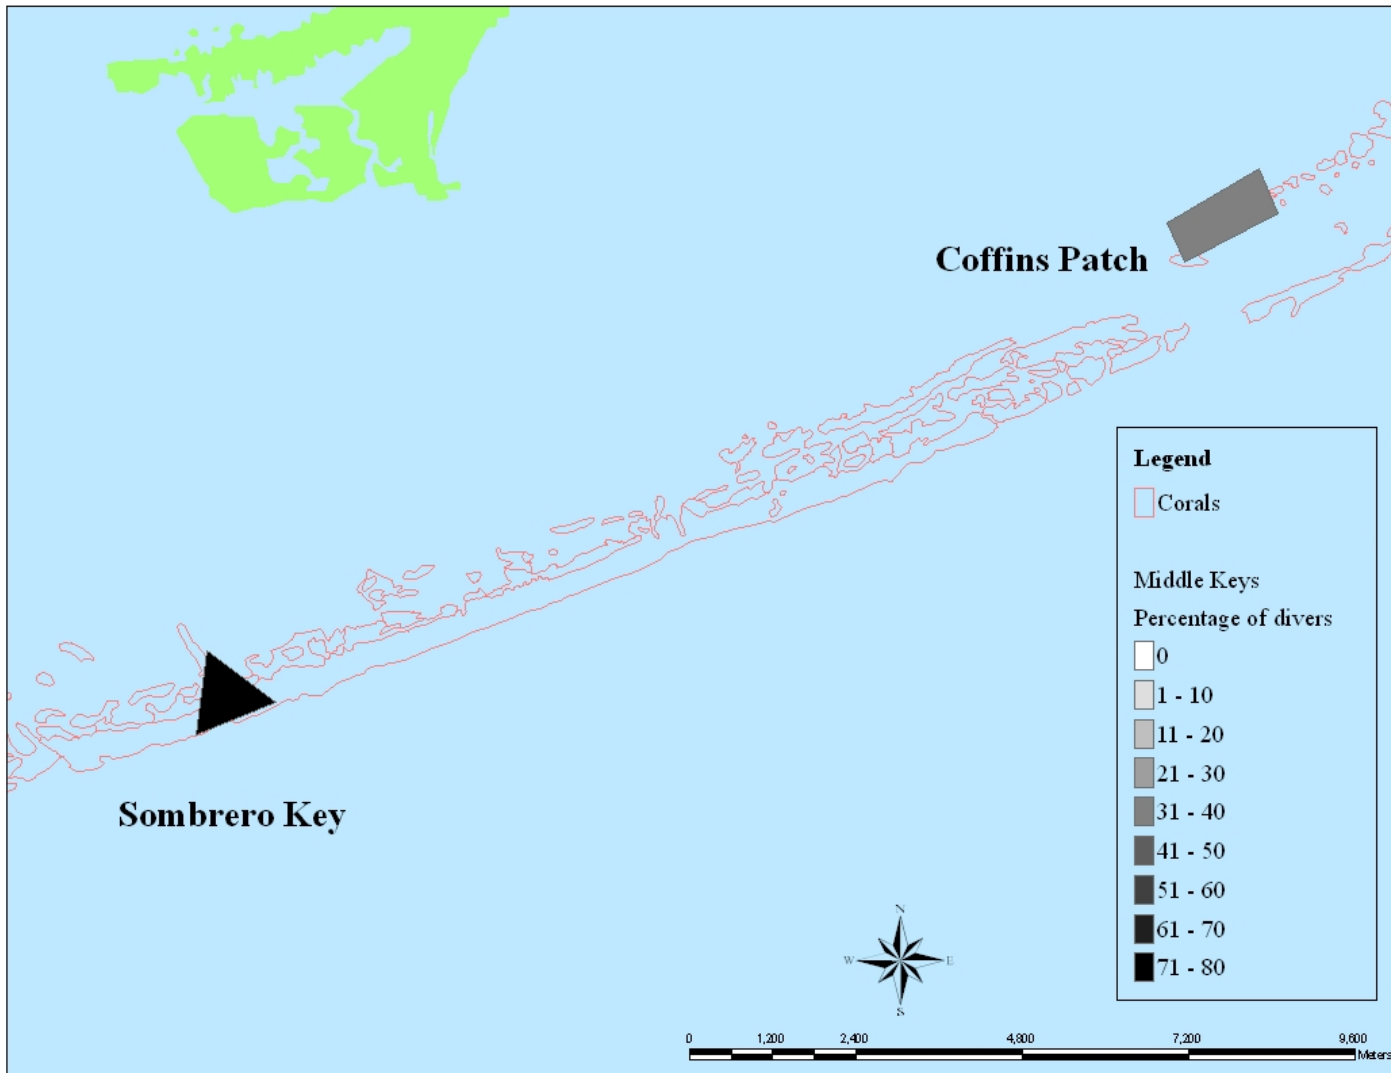 Coffins Patch
Sombrero Key
Legend
Corals
Middle Keys
Percentage of divers
0
1 - 10
11 - 20
21 - 30
31 - 40
41 - 50
51 - 60
61 - 70
71 - 80
N
W E
S
0 1,200 2,400 4,800 7,200 9,600
Meters